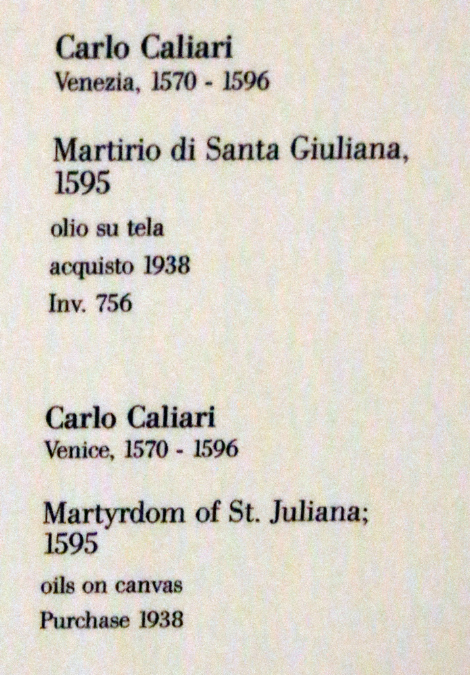 Carlo Caliari
Venezia, 1570 - 1596
Martirio di Santa Giuliana,
1595
olio su tela
acquisto 1938
Inv. 756
Carlo Caliari
Venice, 1570 - 1596
Martyrdom of St. Juliana;
1595
oils on canvas
Purchase 1938